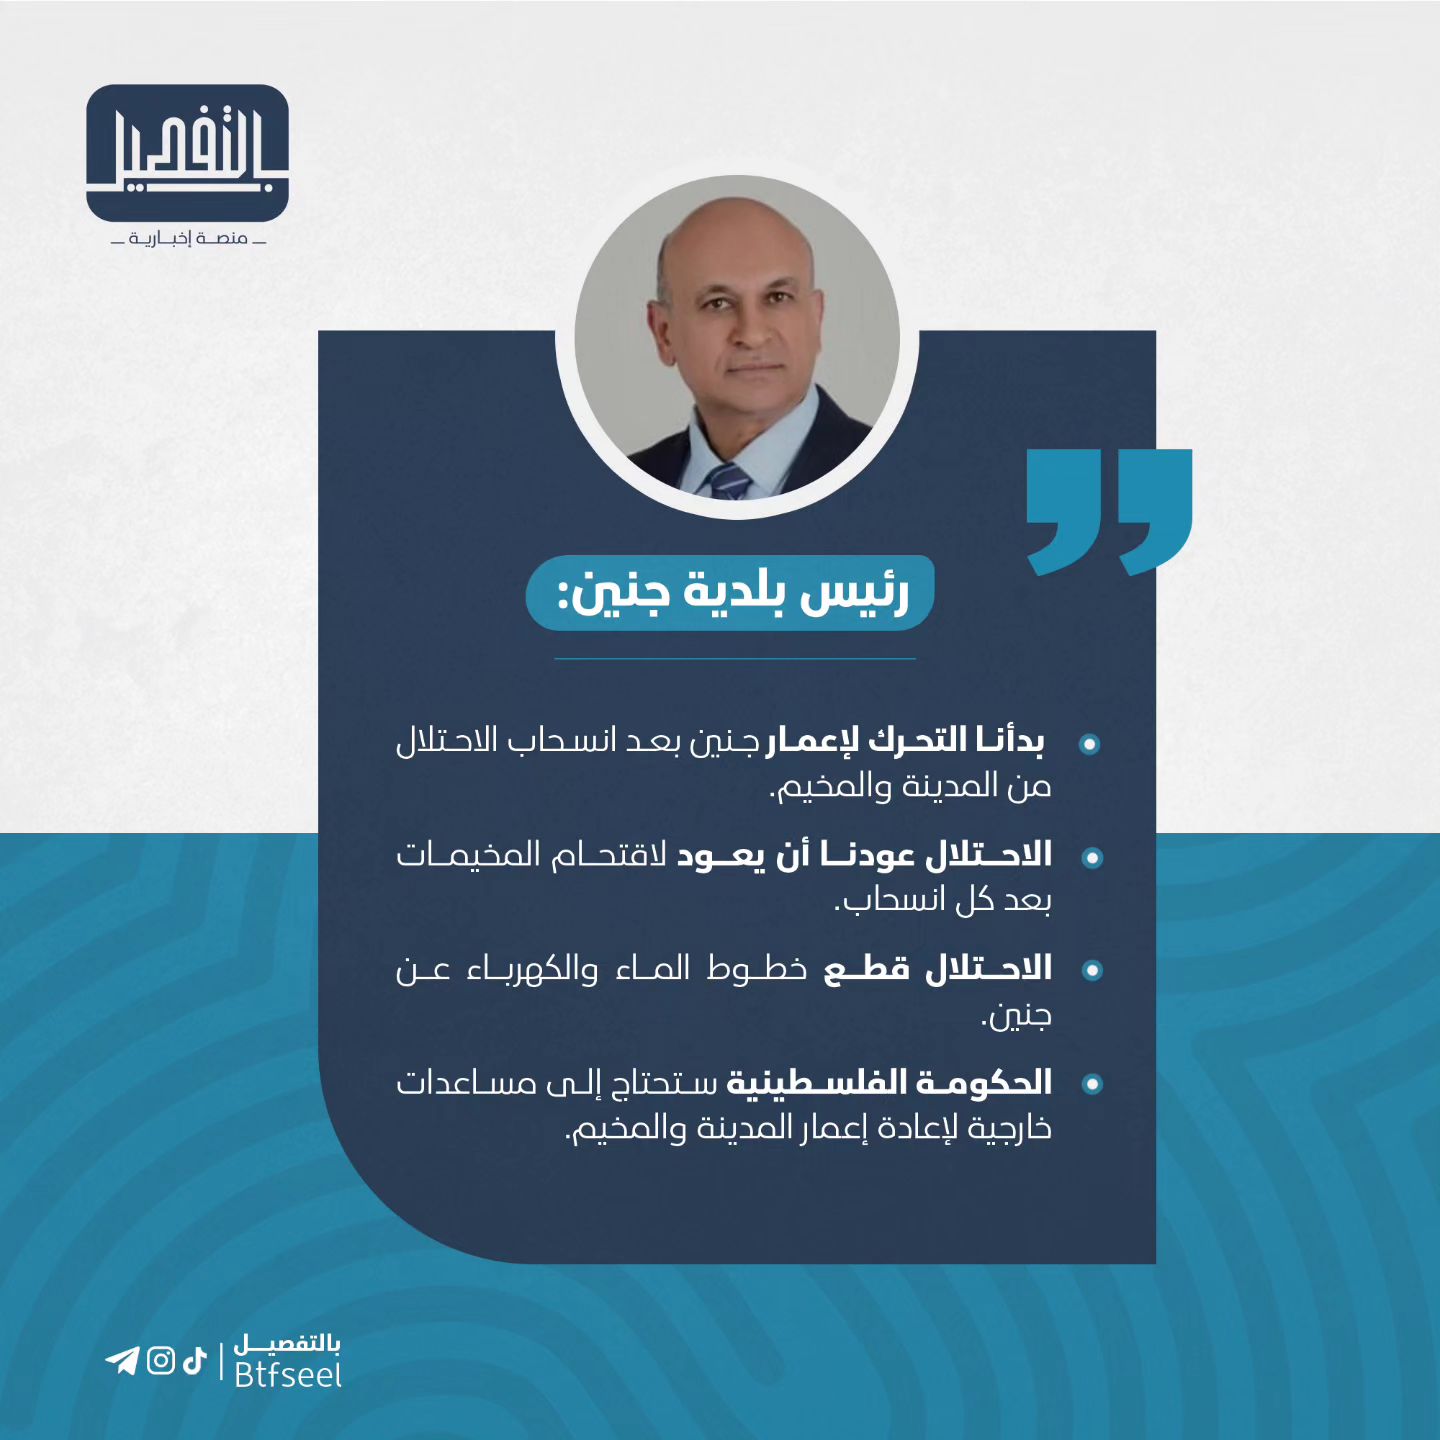 بالتفصيل
منصة إخبارية
رئيس بلدية جنين:
بدأنا التحرك لإعمار جنين بعد انسحاب الاحتلال
من المدينة والمخيم.
الاحتلال عودنا أن يعود لاقتحام المخيمات
بعد كل انسحاب.
الاحتلال قطع خطوط الماء والكهرباء عن
جنين.
الحكومة الفلسطينية ستحتاج إلى مساعدات
خارجية لإعادة إعمار المدينة والمخيم.
بالتفصيل
Btfseel